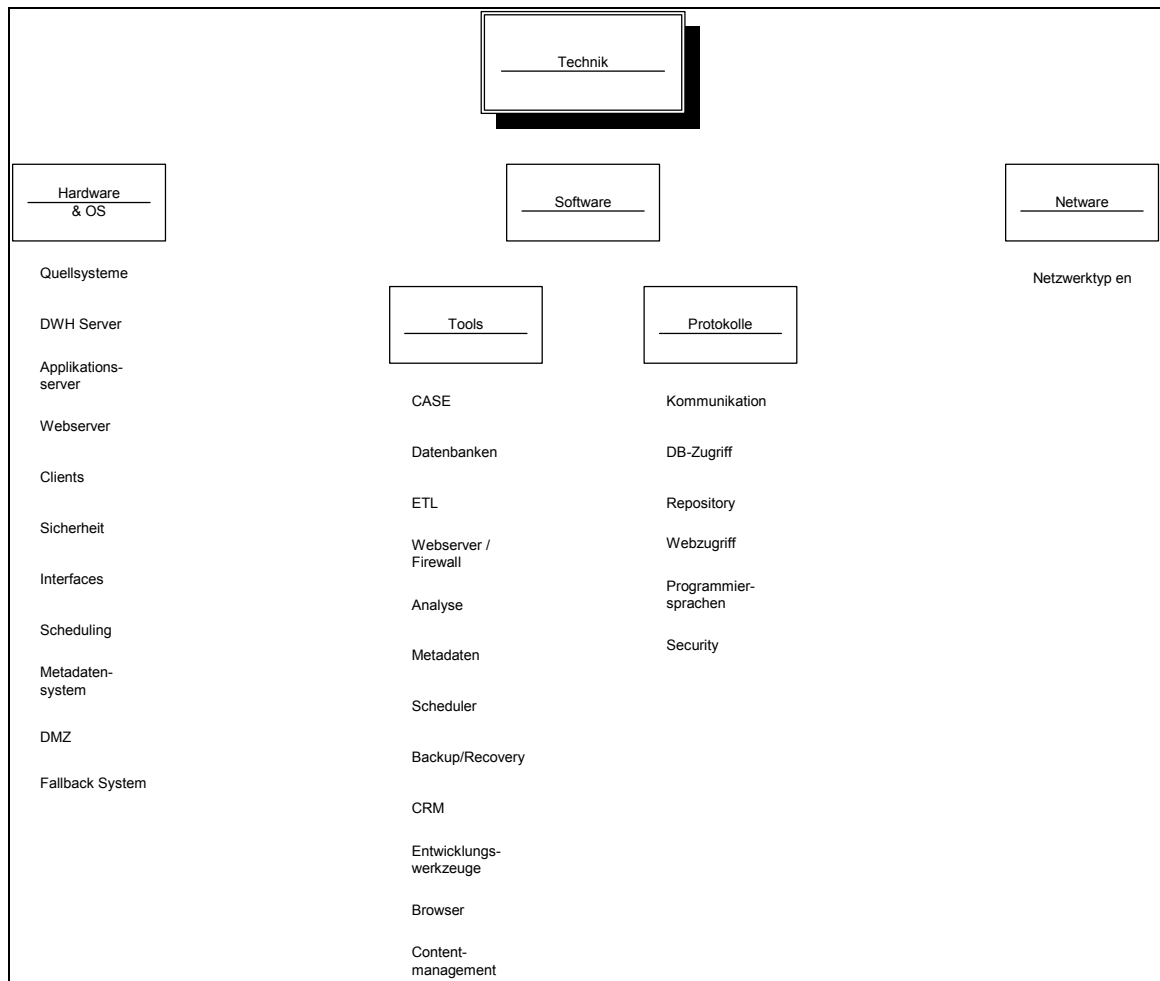 Technik
Hardware
& OS
Software
Netware
Quellsysteme
DWH Server
Applikations-
server
Webserver
Clients
Sicherheit
Interfaces
Scheduling
Metadaten-
system
DMZ
Fallback System
Tools
CASE
Datenbanken
ETL
Webserver /
Firewall
Analyse
Metadaten
Scheduler
Backup/Recovery
CRM
Entwicklungs-
werkzeuge
Browser
Content-
management
Protokolle
Kommunikation
DB-Zugriff
Repository
Webzugriff
Programmier-
sprachen
Security
Netzwerktyp en